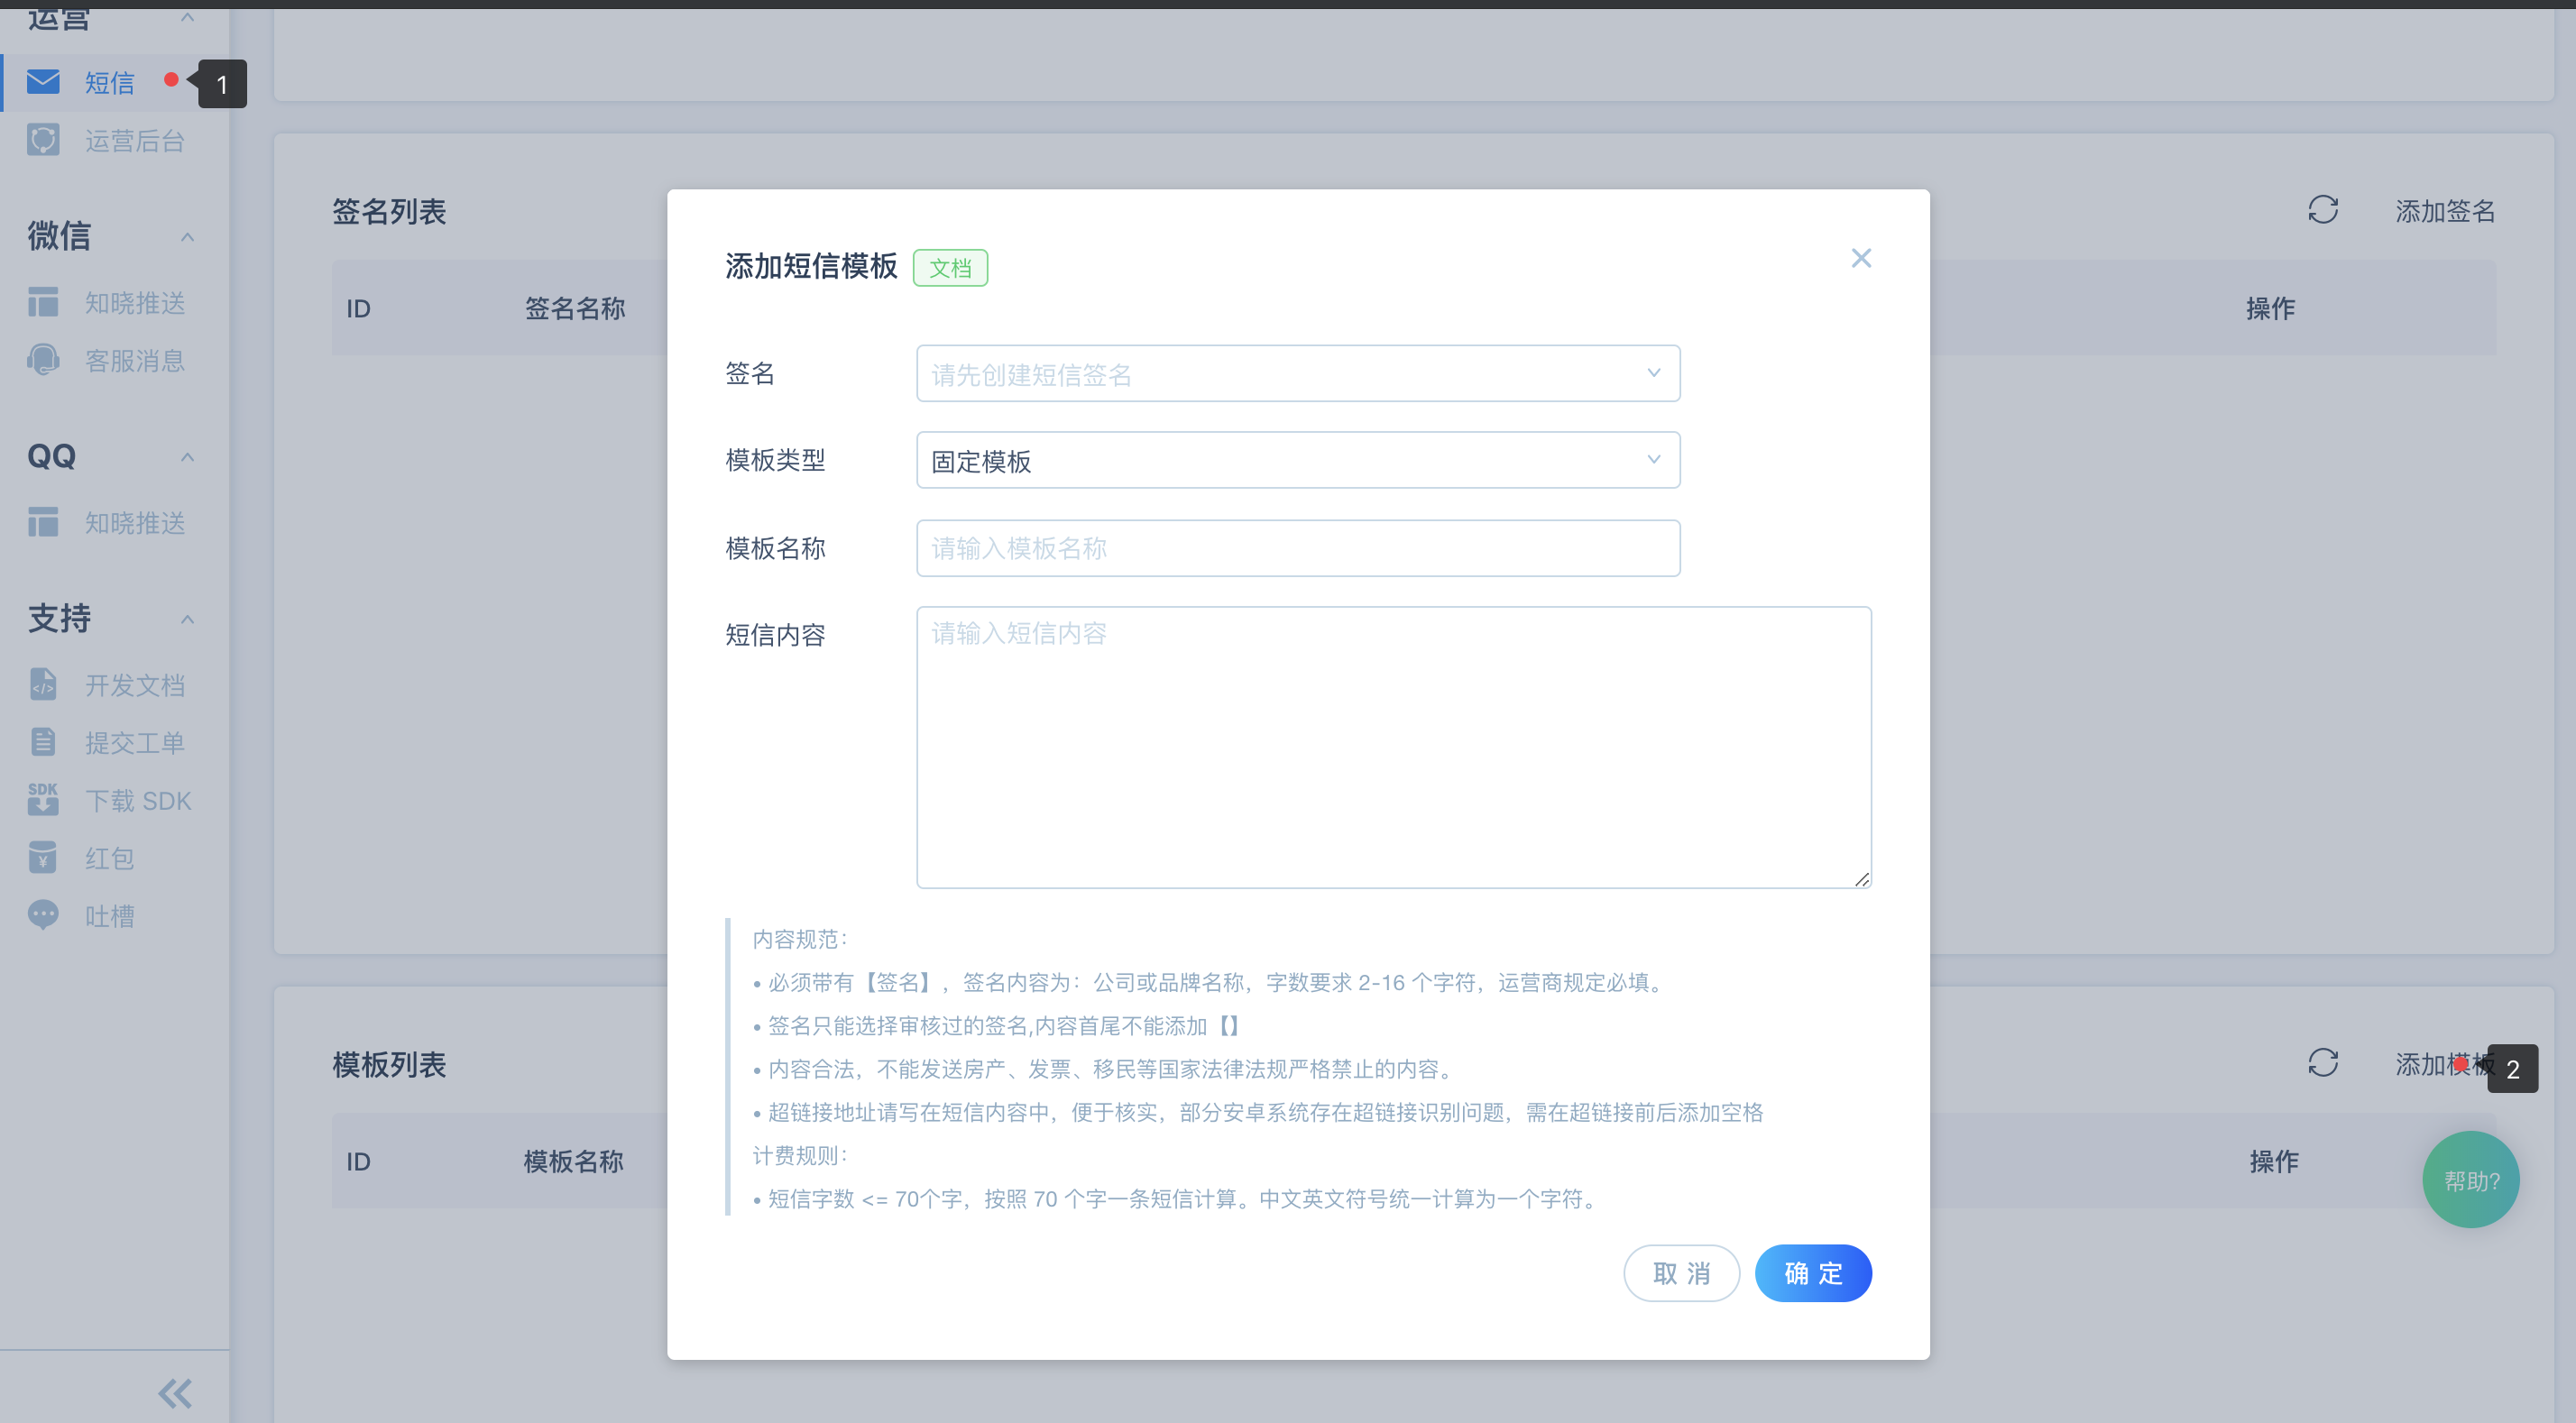 运营
短信
1
运营后台
微信
知晓推送
客服消息
QQ
知晓推送
支持
</>
开发文档
提交工单
SDK
下载 SDK
¥
红包
吐槽
签名列表
添加签名
ID
签名名称
操作
添加短信模板
文档
签名
请先创建短信签名
模板类型
固定模板
模板名称
请输入模板名称
短信内容
请输入短信内容
内容规范：
• 必须带有【签名】，签名内容为：公司或品牌名称，字数要求 2-16 个字符，运营商规定必填。
• 签名只能选择审核过的签名,内容首尾不能添加【】
• 内容合法，不能发送房产、发票、移民等国家法律法规严格禁止的内容。
• 超链接地址请写在短信内容中，便于核实，部分安卓系统存在超链接识别问题，需在超链接前后添加空格
计费规则：
• 短信字数 <= 70个字，按照 70 个字一条短信计算。中文英文符号统一计算为一个字符。
取 消
确 定
模板列表
添加模板
2
ID
模板名称
操作
帮助?